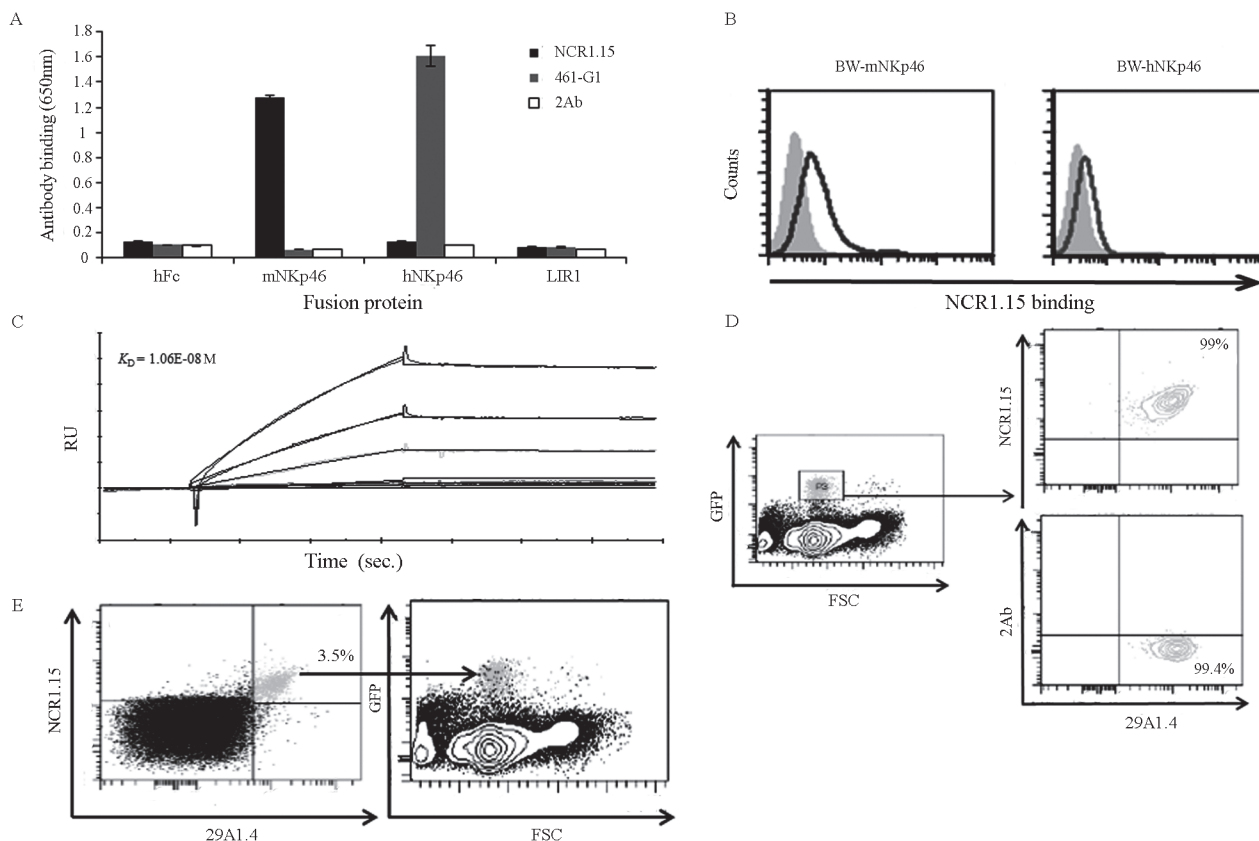 A
Antibody binding (650nm)
1.8
1.6
1.4
1.2
1
0.8
0.6
0.4
0.2
0
NCR1.15
461-G1
2Ab
hFc
mNKp46
hNKp46
LIR1
Fusion protein
B
BW-mNKp46
BW-hNKp46
Counts
NCR1.15 binding
C
KD = 1.06E-08 M
RU
Time (sec.)
D
GFP
P3
FSC
NCR1.15
99%
2Ab
99.4%
29A1.4
E
NCR1.15
3.5%
29A1.4
GFP
FSC